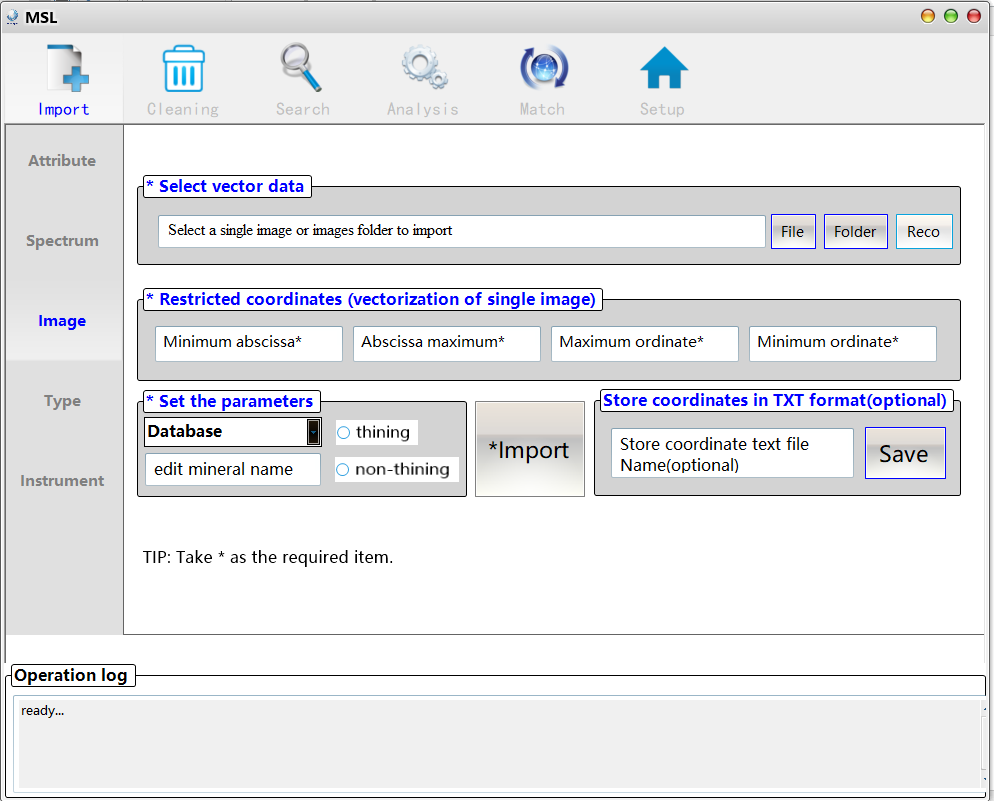 MSL
Import
Cleaning
Search
Analysis
Match
Setup
Attribute
Spectrum
Image
Type
Instrument
* Select vector data
Select a single image or images folder to import
File
Folder
Reco
* Restricted coordinates (vectorization of single image)
Minimum abscissa*
Abscissa maximum*
Maximum ordinate*
Minimum ordinate*
* Set the parameters
Database
thining
edit mineral name
non-thining
*Import
Store coordinates in TXT format(optional)
Store coordinate text file
Name(optional)
Save
TIP: Take * as the required item.
Operation log
ready...